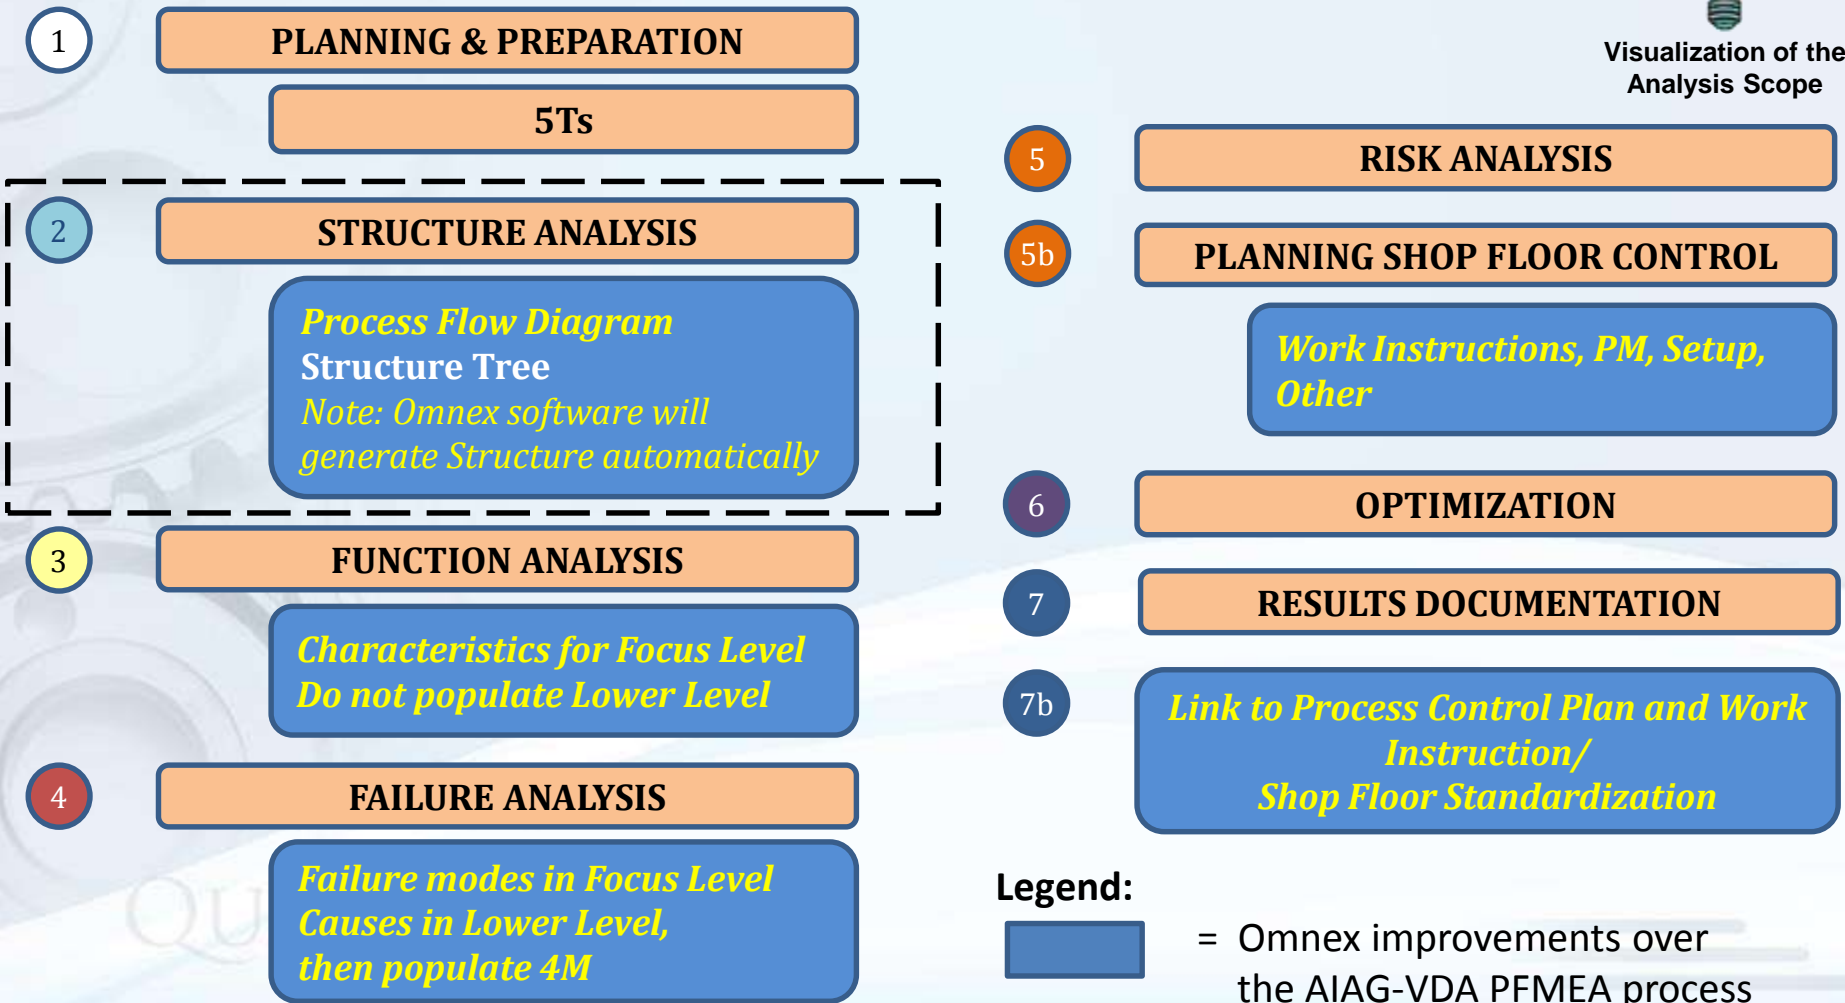 1
PLANNING & PREPARATION
5Ts
2
STRUCTURE ANALYSIS
Process Flow Diagram
Structure Tree
Note: Omnex software will
generate Structure automatically
3
FUNCTION ANALYSIS
Characteristics for Focus Level
Do not populate Lower Level
4
FAILURE ANALYSIS
Failure modes in Focus Level
Causes in Lower Level,
then populate 4M
QU
Visualization of the
Analysis Scope
5
RISK ANALYSIS
5b
PLANNING SHOP FLOOR CONTROL
Work Instructions, PM, Setup,
Other
6
OPTIMIZATION
7
RESULTS DOCUMENTATION
7b
Link to Process Control Plan and Work
Instruction/
Shop Floor Standardization
Legend:
= Omnex improvements over
the AIAG-VDA PFMEA process